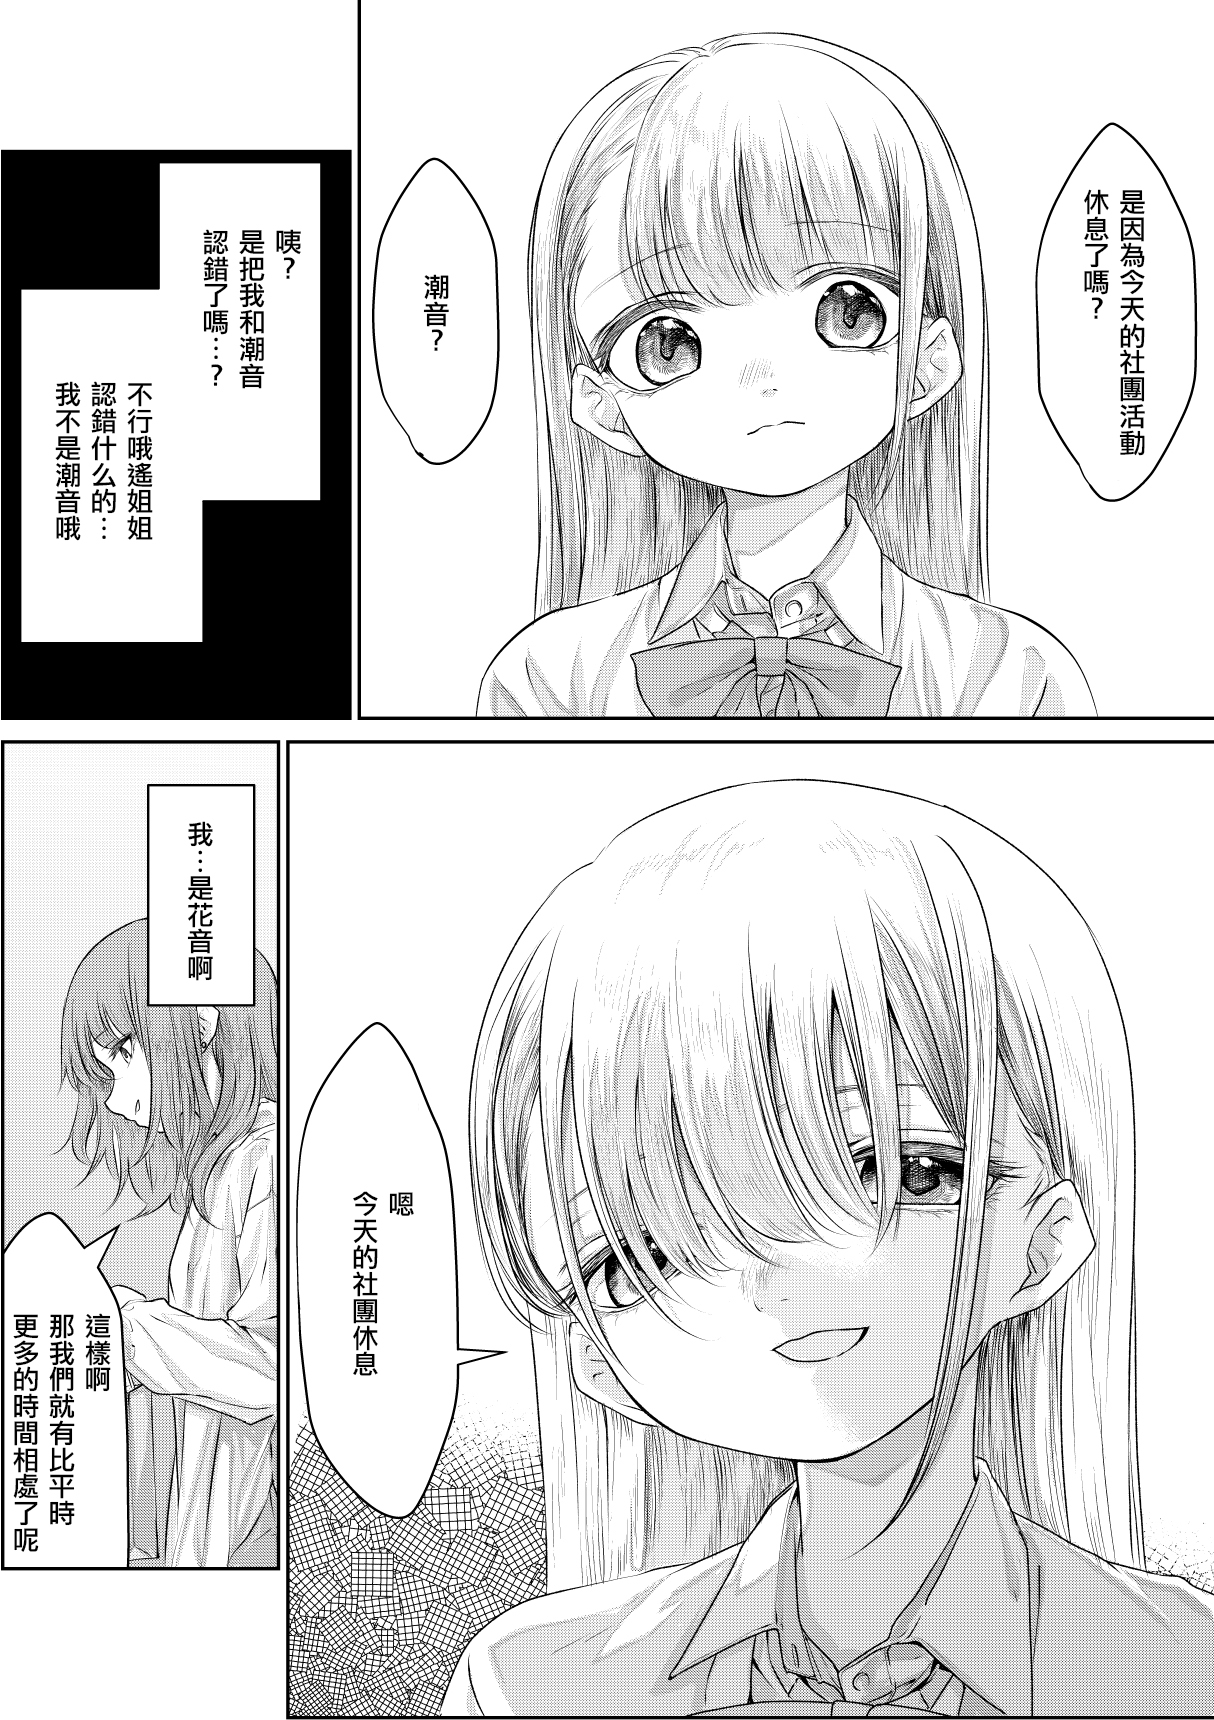 是因為今天的社團活動
休息了嗎？
潮音？
咦？
是把我和潮音
認錯了嗎…？
不行哦遙姐姐
認錯什么的…
我不是潮音哦
嗯
今天的社團休息
我…是花音啊
這樣啊
那我們就有比平時
更多的時間相處了呢